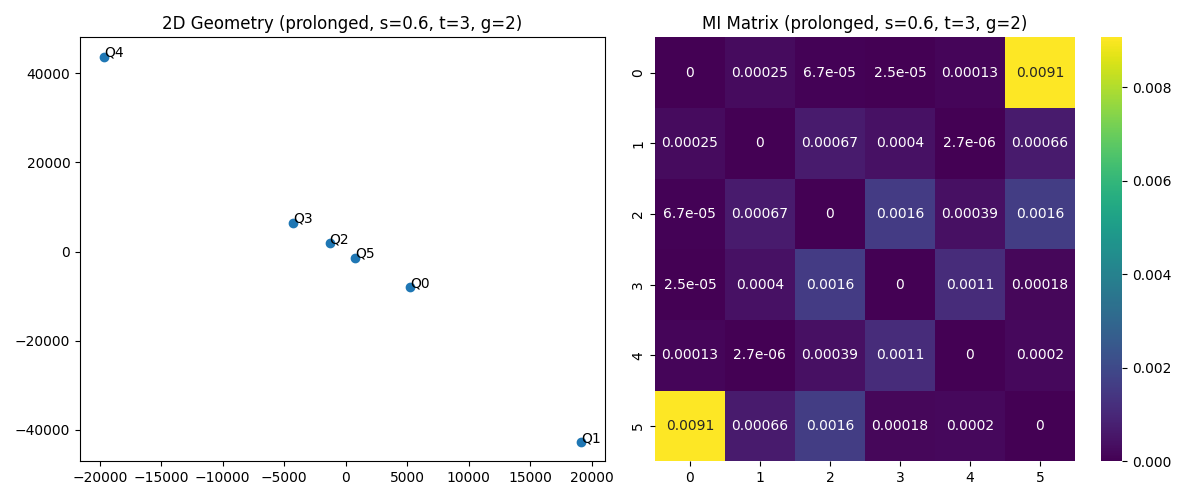 2D Geometry (prolonged, s=0.6, t=3, g=2)
40000
20000
0
−20000
−40000
−20000 −15000 −10000 −5000 0 5000 10000 15000 20000
Q4
Q3
Q2
Q5
Q0
Q1
MI Matrix (prolonged, s=0.6, t=3, g=2)
0 0 0.00025 6.7e-05 2.5e-05 0.00013 0.0091
1 0.00025 0 0.00067 0.0004 2.7e-06 0.00066
2 6.7e-05 0.00067 0 0.0016 0.00039 0.0016
3 2.5e-05 0.0004 0.0016 0 0.0011 0.00018
4 0.00013 2.7e-06 0.00039 0.0011 0 0.0002
5 0.0091 0.00066 0.0016 0.00018 0.0002 0
0 1 2 3 4 5
0.008
0.006
0.004
0.002
0.000